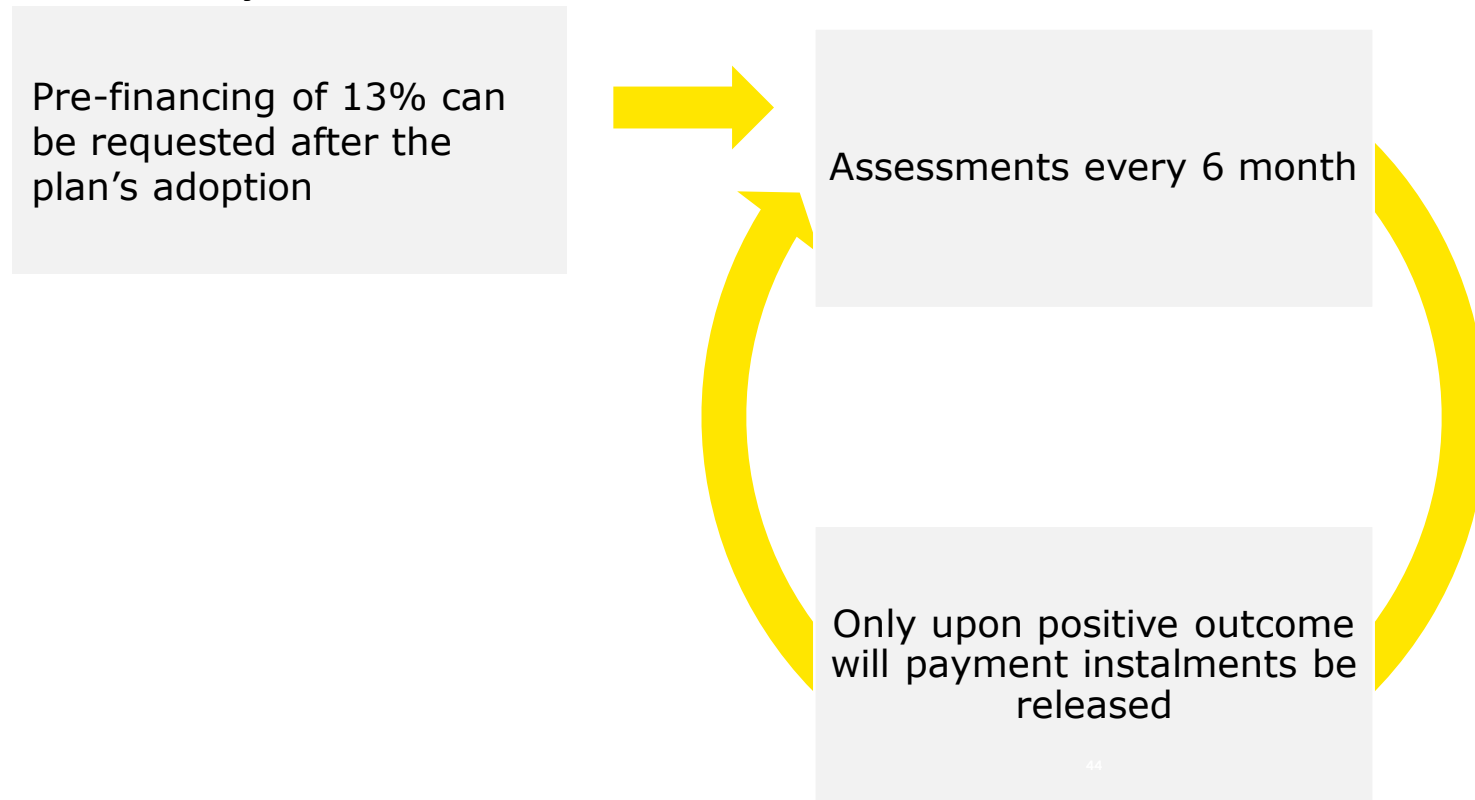 Pre-financing of 13% can
be requested after the
plan’s adoption
Assessments every 6 month
Only upon positive outcome
will payment instalments be
released
44